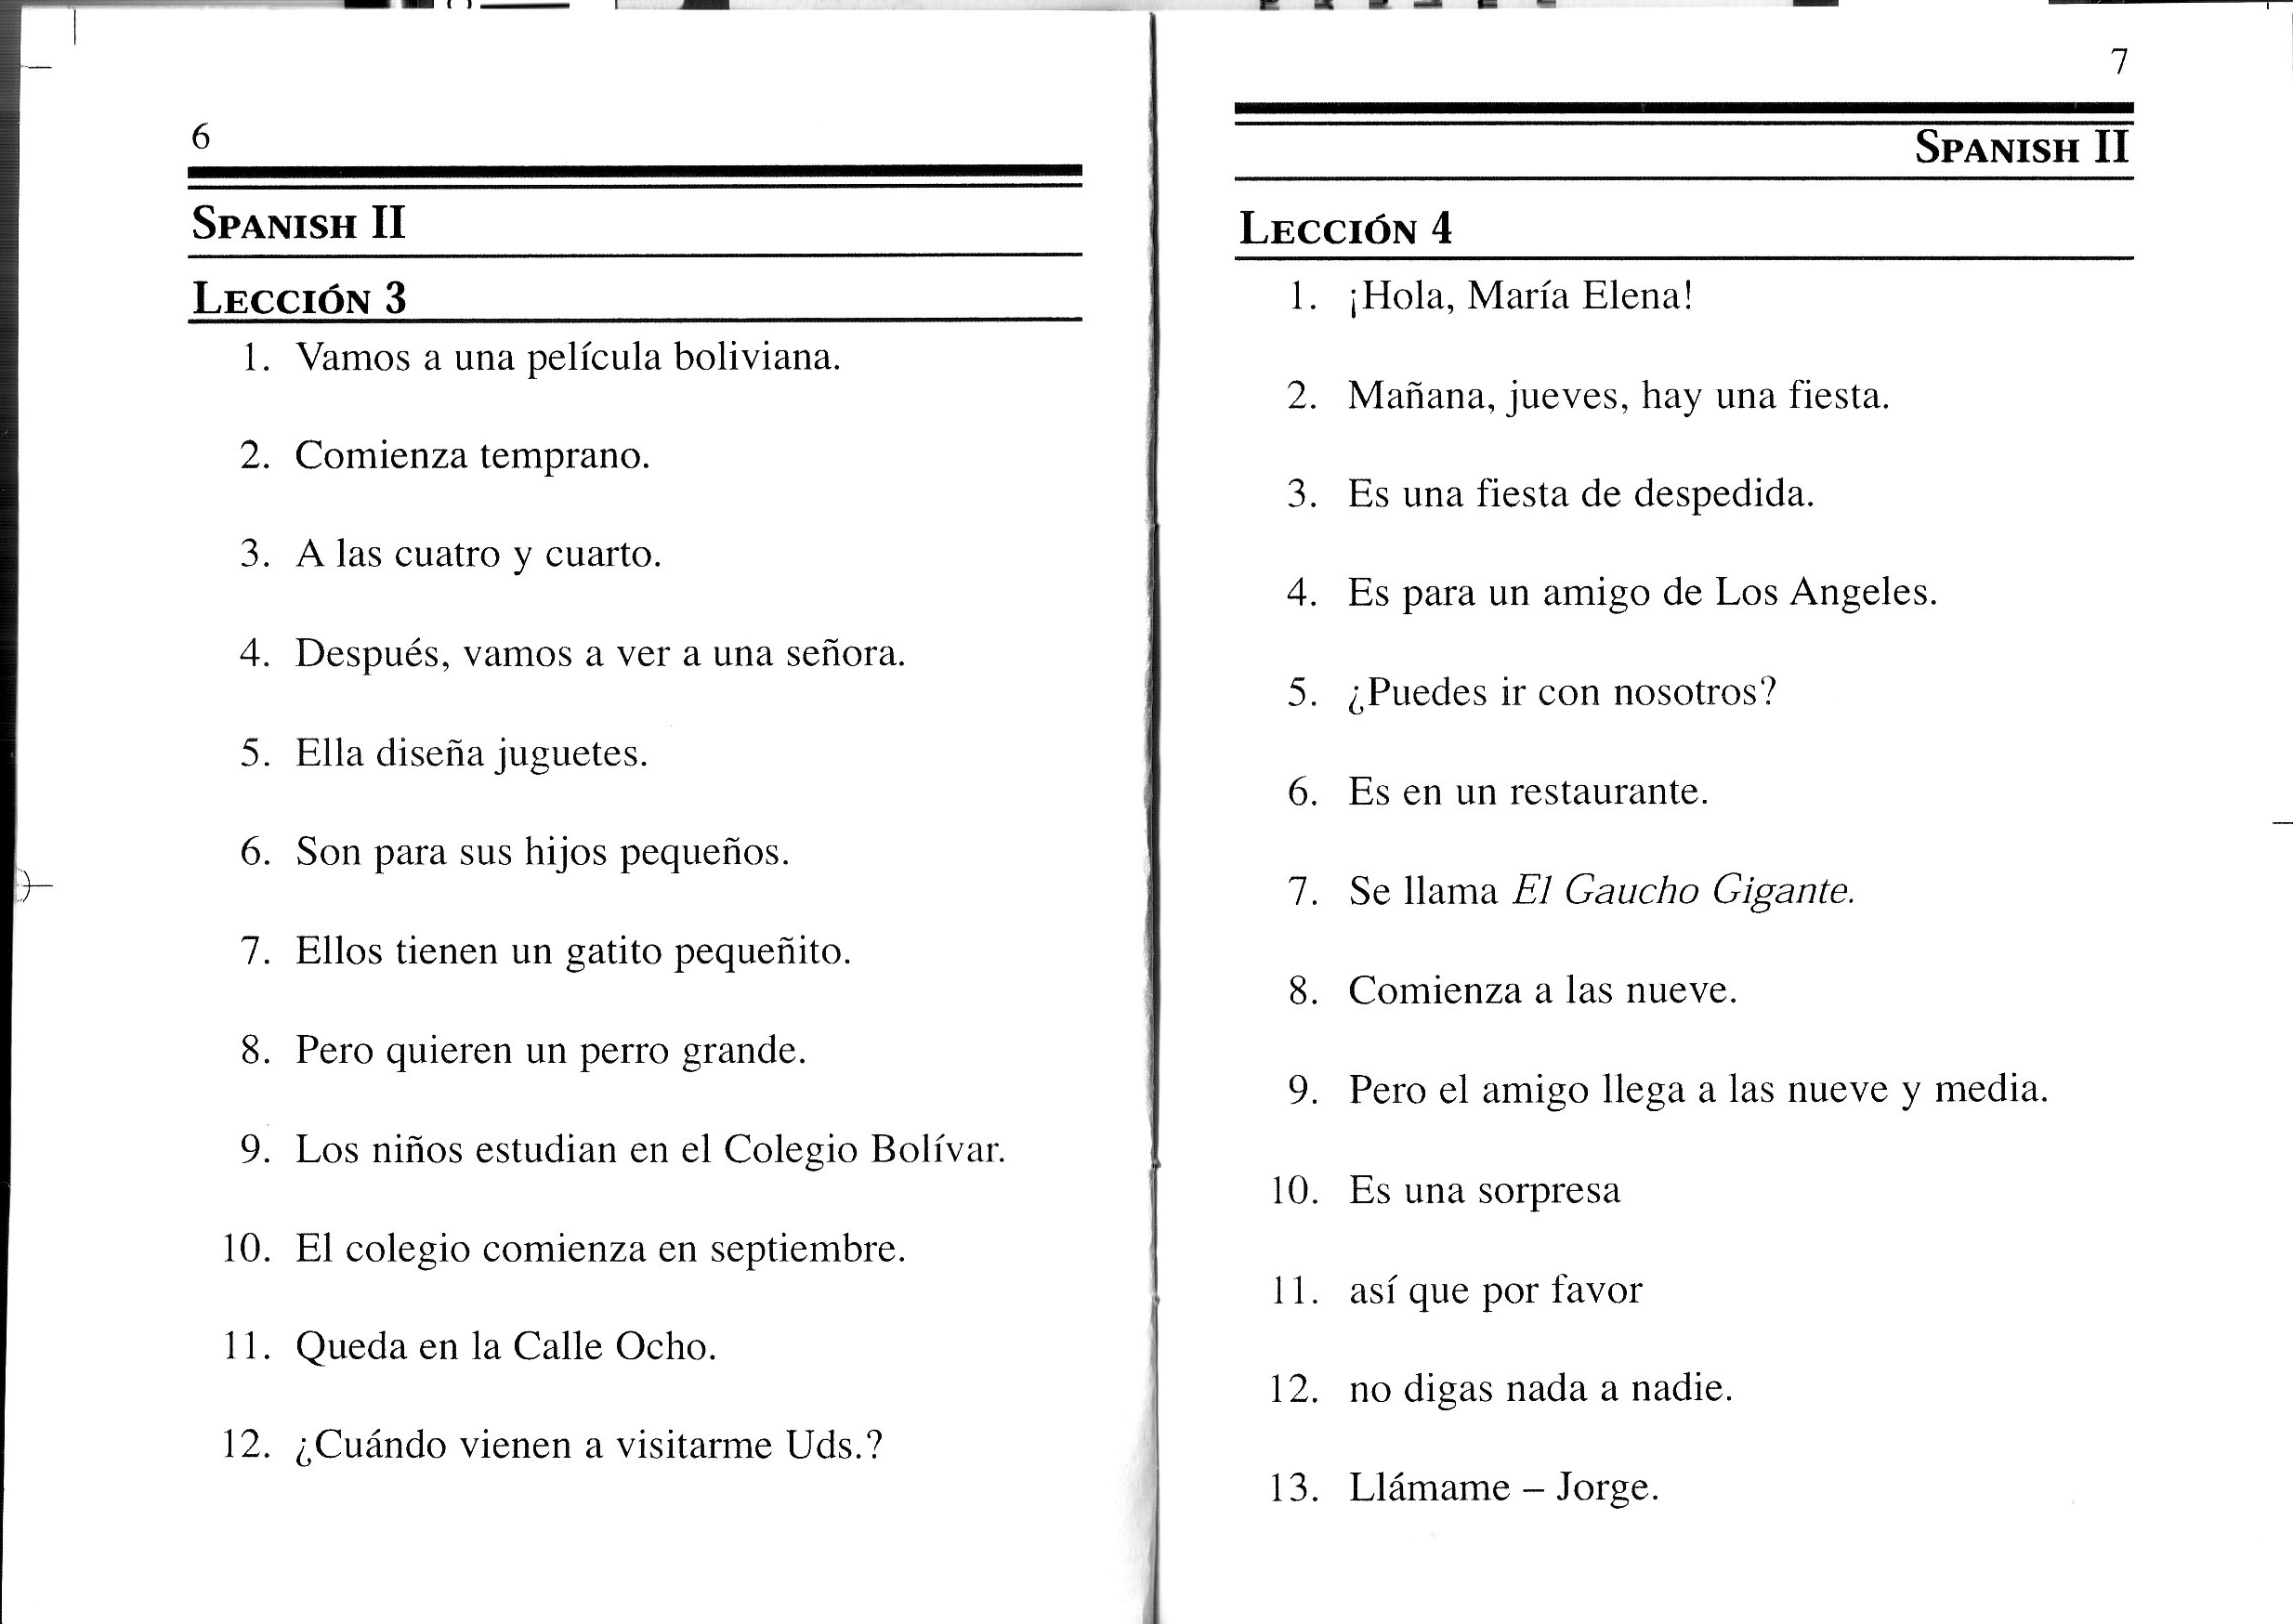 6
SPANISH II
LECCIÓN 3
1. Vamos a una película boliviana.
2. Comienza temprano.
3. A las cuatro y cuarto.
4. Después, vamos a ver a una señora.
5. Ella diseña juguetes.
6. Son para sus hijos pequeños.
7. Ellos tienen un gatito pequeñito.
8. Pero quieren un perro grande.
9. Los niños estudian en el Colegio Bolívar.
10. El colegio comienza en septiembre.
11. Queda en la Calle Ocho.
12. ¿Cuándo vienen a visitarme Uds.?
7
SPANISH II
LECCIÓN 4
1. ¡Hola, María Elena!
2. Mañana, jueves, hay una fiesta.
3. Es una fiesta de despedida.
4. Es para un amigo de Los Angeles.
5. ¿Puedes ir con nosotros?
6. Es en un restaurante.
7. Se llama El Gaucho Gigante.
8. Comienza a las nueve.
9. Pero el amigo llega a las nueve y media.
10. Es una sorpresa
11. así que por favor
12. no digas nada a nadie.
13. Llámame – Jorge.